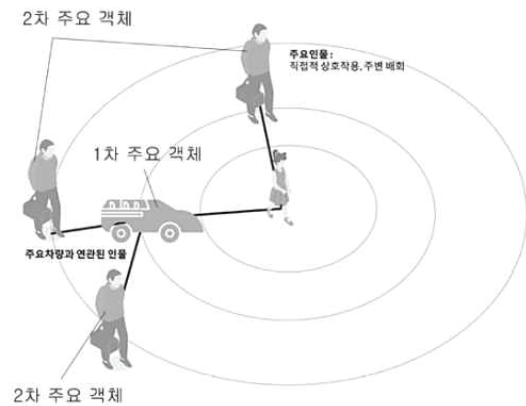 2차 주요 객체
주요인물 :
직접적 상호작용, 주변 배회
1차 주요 객체
주요차량과 연관된 인물
2차 주요 객체